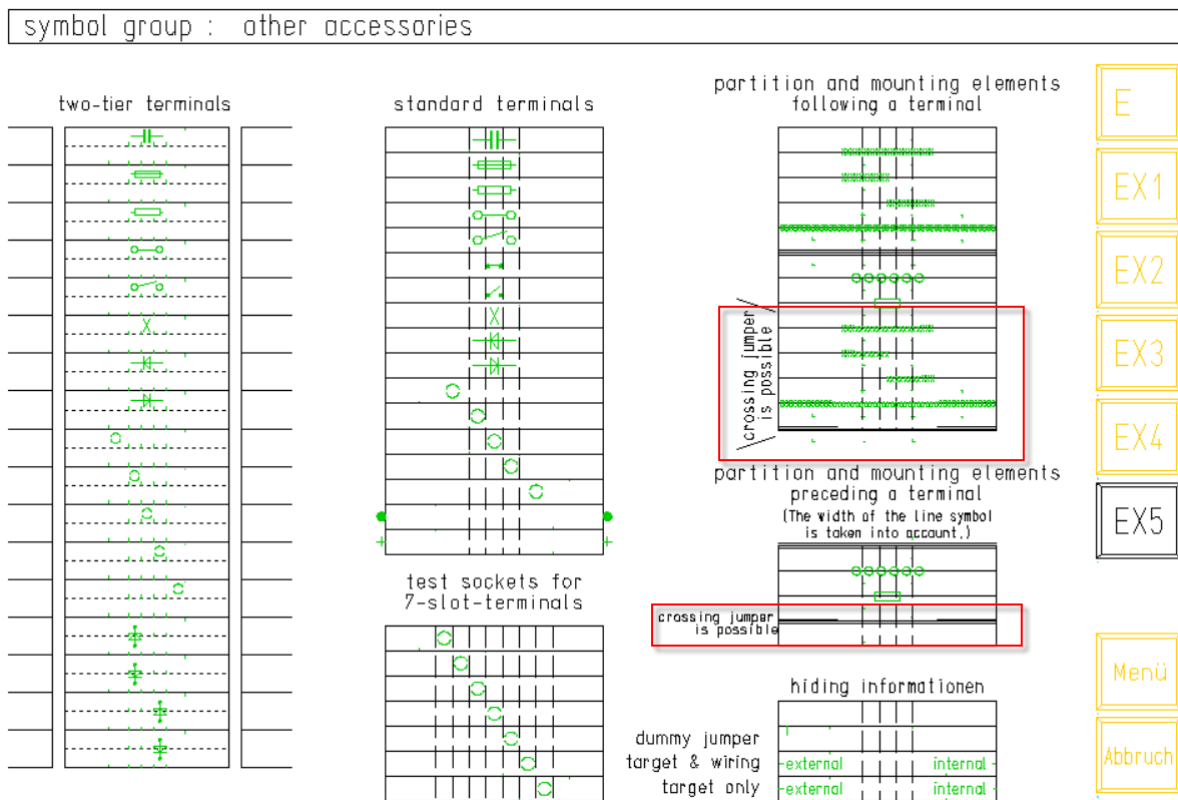 symbol group :  other accessories
two-tier terminals
standard terminals
test sockets for
7-slot-terminals
partition and mounting elements
following a terminal
crossing jumper
is possible
partition and mounting elements
preceding a terminal
(The width of the line symbol
is taken into account.)
crossing jumper
is possible
hiding informationen
dummy jumper
target & wiring
external
internal
target only
external
internal
E
EX1
EX2
EX3
EX4
EX5
Menü
Abbruch